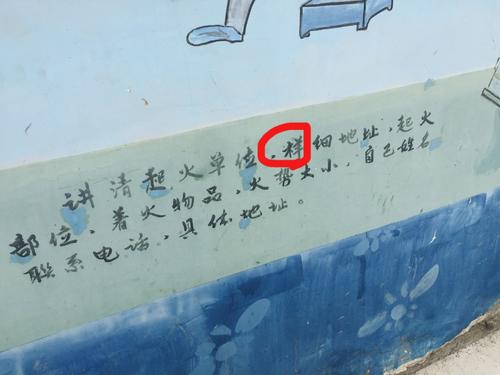 讲清起火单位、样细地址、起火
部位、着火物品、火势大小、自己姓名
联系电话、具体地址。